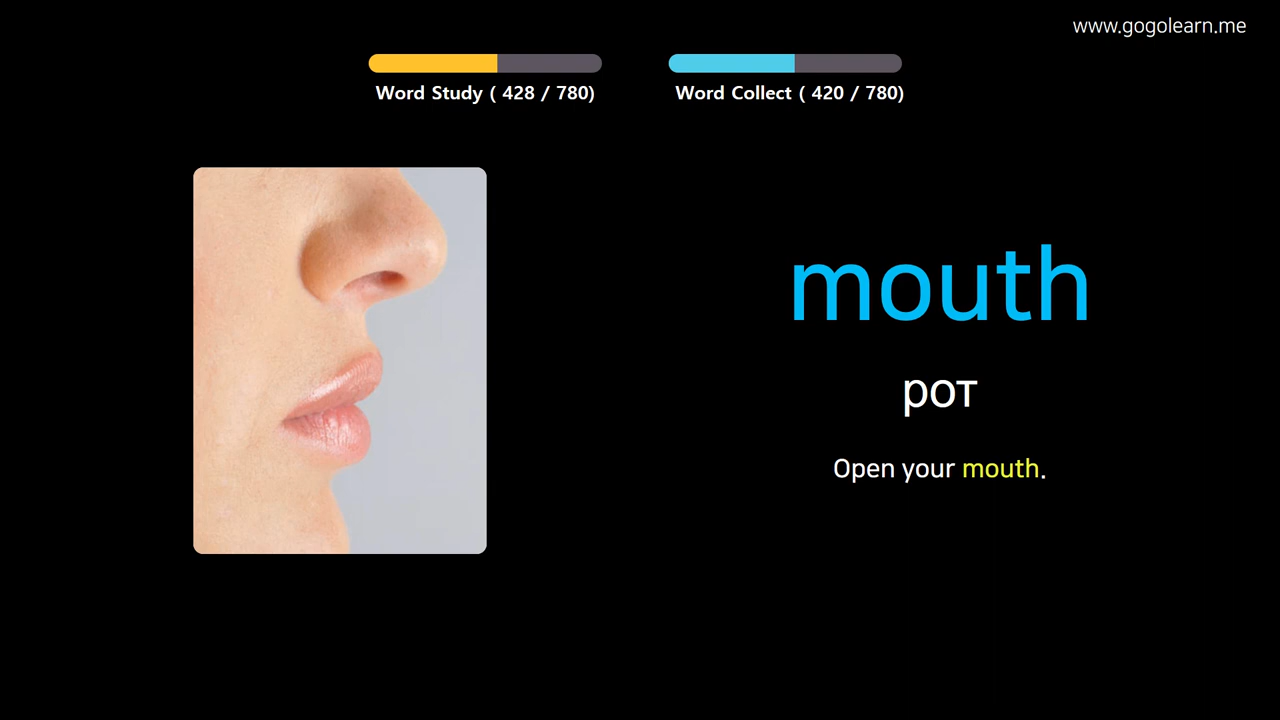 www.gogolearn.me
Word Study ( 428 / 780)
Word Collect ( 420 / 780)
mouth
рот
Open your mouth.